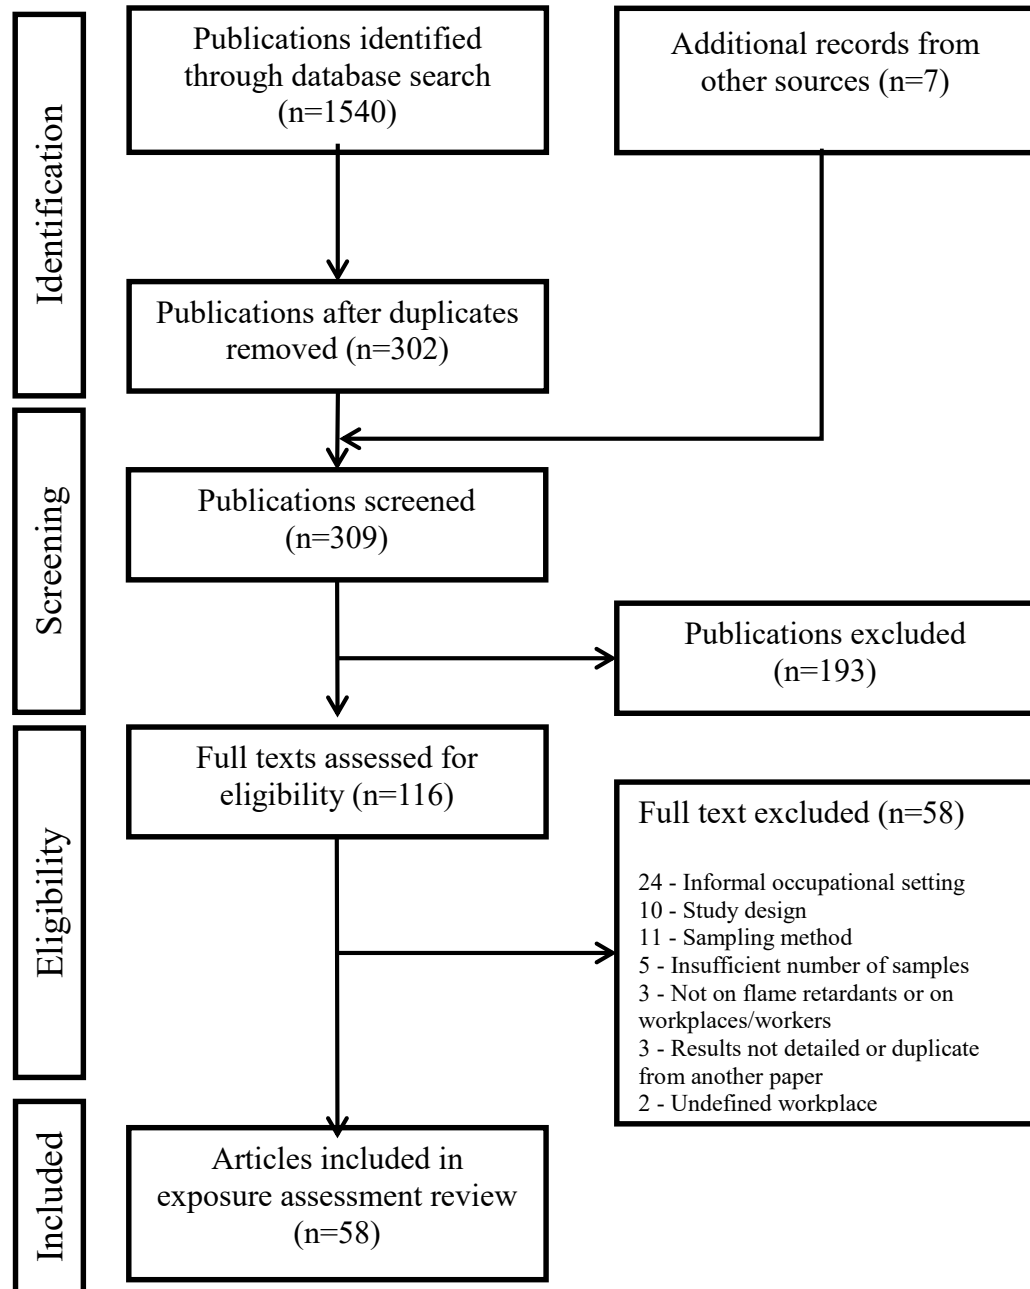 Identification
Publications identified
through database search
(n=1540)
Additional records from
other sources (n=7)
Publications after duplicates
removed (n=302)
Screening
Publications screened
(n=309)
Publications excluded
(n=193)
Eligibility
Full texts assessed for
eligibility (n=116)
Full text excluded (n=58)
24 - Informal occupational setting
10 - Study design
11 - Sampling method
5 - Insufficient number of samples
3 - Not on flame retardants or on
workplaces/workers
3 - Results not detailed or duplicate
from another paper
2 - Undefined workplace
Included
Articles included in
exposure assessment review
(n=58)